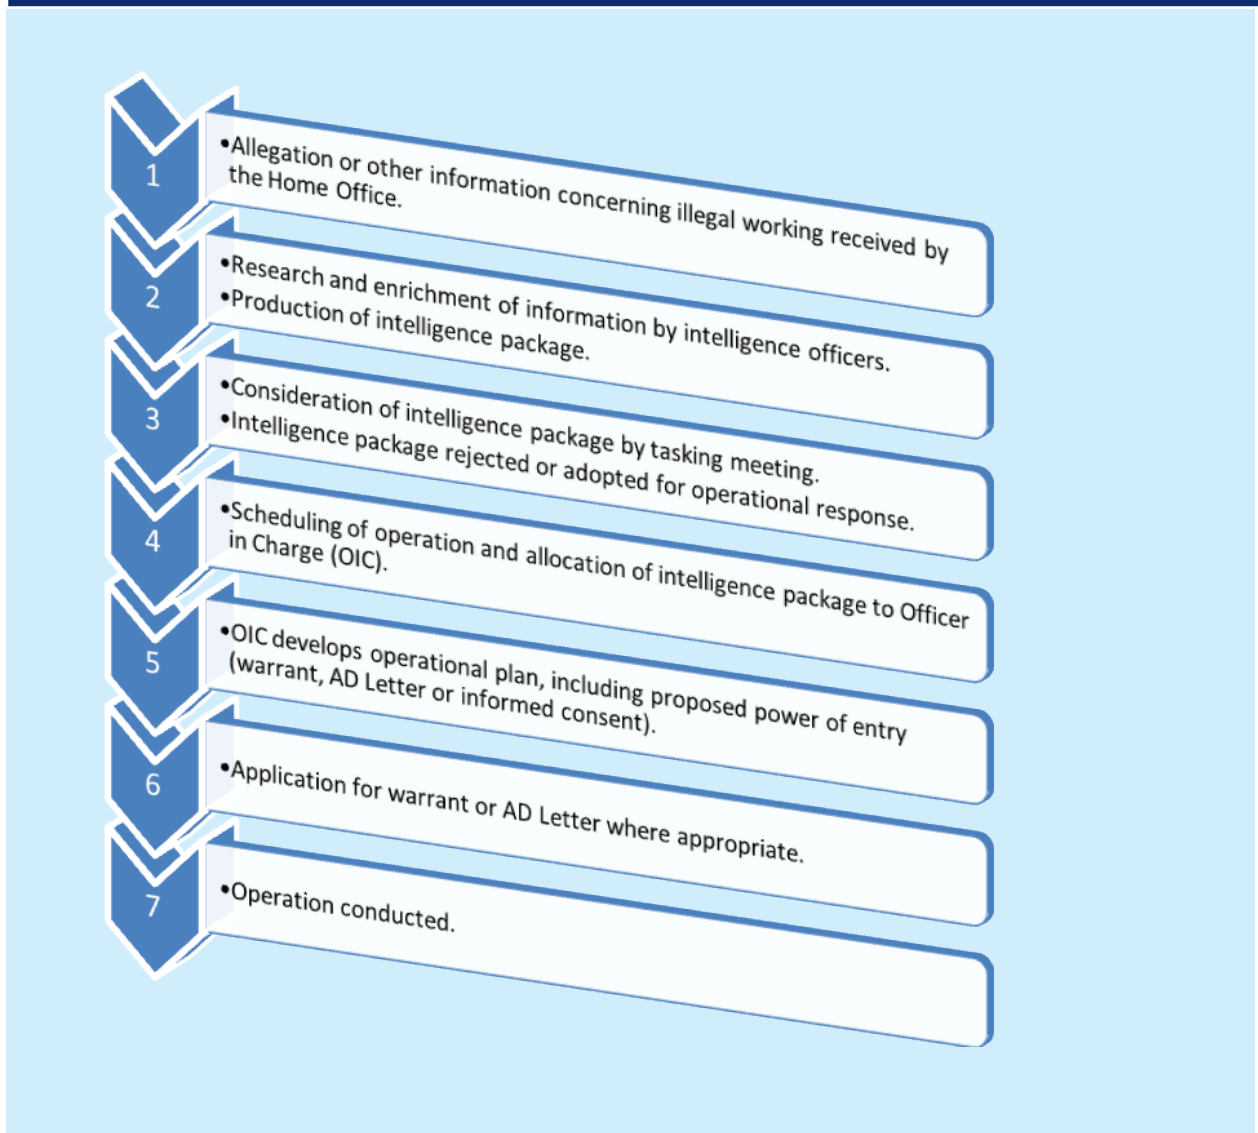 1
•Allegation or other information concerning illegal working received by
the Home Office.
2
•Research and enrichment of information by intelligence officers.
•Production of intelligence package.
3
•Consideration of intelligence package by tasking meeting.
•Intelligence package rejected or adopted for operational response.
4
•Scheduling of operation and allocation of intelligence package to Officer
in Charge (OIC).
5
•OIC develops operational plan, including proposed power of entry
(warrant, AD Letter or informed consent).
6
•Application for warrant or AD Letter where appropriate.
7
•Operation conducted.